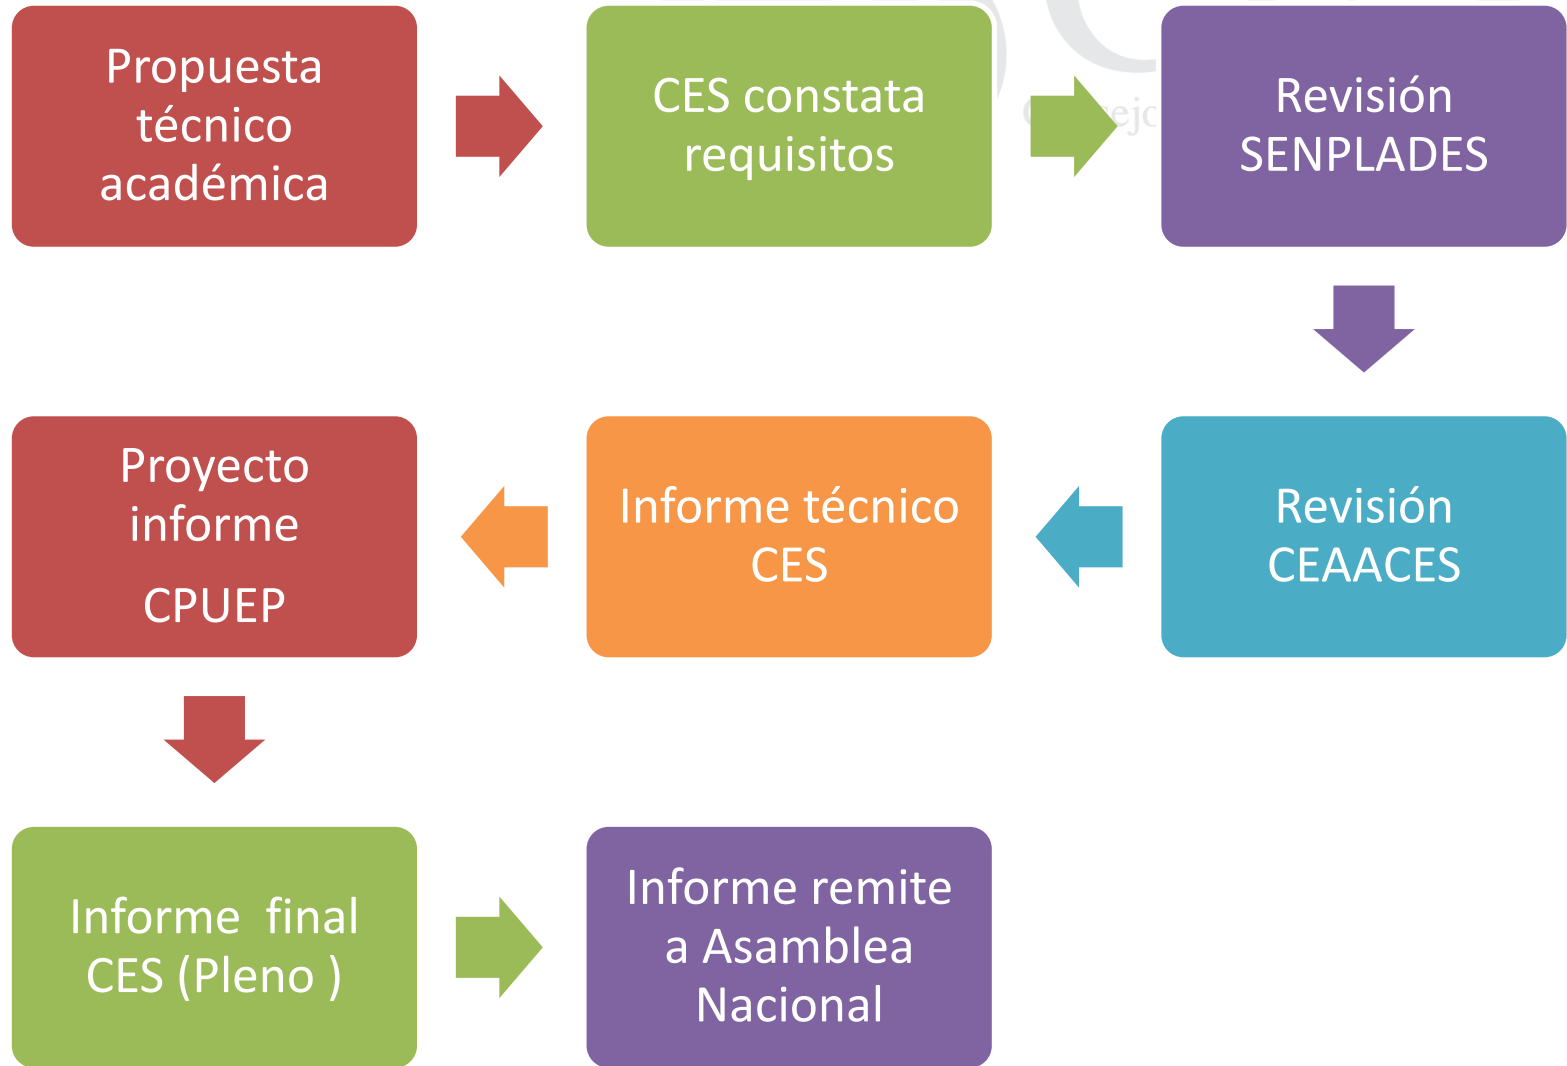 Propuesta
técnico
académica
CES constata
requisitos
Revisión
SENPLADES
Proyecto
informe
CPUEP
Informe técnico
CES
Revisión
CEAACES
Informe  final
CES (Pleno )
Informe remite
a Asamblea
Nacional